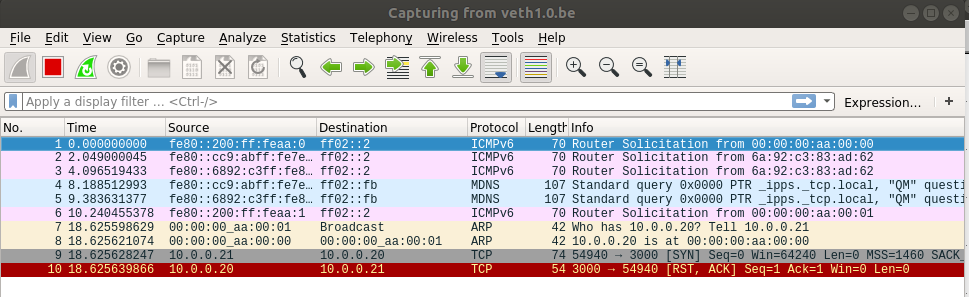 Capturing from veth1.0.be
File Edit View Go Capture Analyze Statistics Telephony Wireless Tools Help
Apply a display filter ... <Ctrl-/> Expression... +
No. Time Source Destination Protocol Length Info
1 0.000000000 fe80::200:ff:feaa:0 ff02::2 ICMPv6 70 Router Solicitation from 00:00:00:aa:00:00
2 2.049000045 fe80::cc9:abff:fe7e… ff02::2 ICMPv6 70 Router Solicitation from 6a:92:c3:83:ad:62
3 4.096519433 fe80::6892:c3ff:fe8… ff02::2 ICMPv6 70 Router Solicitation from 6a:92:c3:83:ad:62
4 8.188512993 fe80::cc9:abff:fe7e… ff02::fb MDNS 107 Standard query 0x0000 PTR _ipps._tcp.local, "QM" questi
5 9.383631377 fe80::6892:c3ff:fe8… ff02::fb MDNS 107 Standard query 0x0000 PTR _ipps._tcp.local, "QM" questi
6 10.240455378 fe80::200:ff:feaa:1 ff02::2 ICMPv6 70 Router Solicitation from 00:00:00:aa:00:01
7 18.625598629 00:00:00_aa:00:01 Broadcast ARP 42 Who has 10.0.0.20? Tell 10.0.0.21
8 18.625621074 00:00:00_aa:00:00 00:00:00_aa:00:01 ARP 42 10.0.0.20 is at 00:00:00:aa:00:00
9 18.625628247 10.0.0.21 10.0.0.20 TCP 74 54940 → 3000 [SYN] Seq=0 Win=64240 Len=0 MSS=1460 SACK_
10 18.625639866 10.0.0.20 10.0.0.21 TCP 54 3000 → 54940 [RST, ACK] Seq=1 Ack=1 Win=0 Len=0